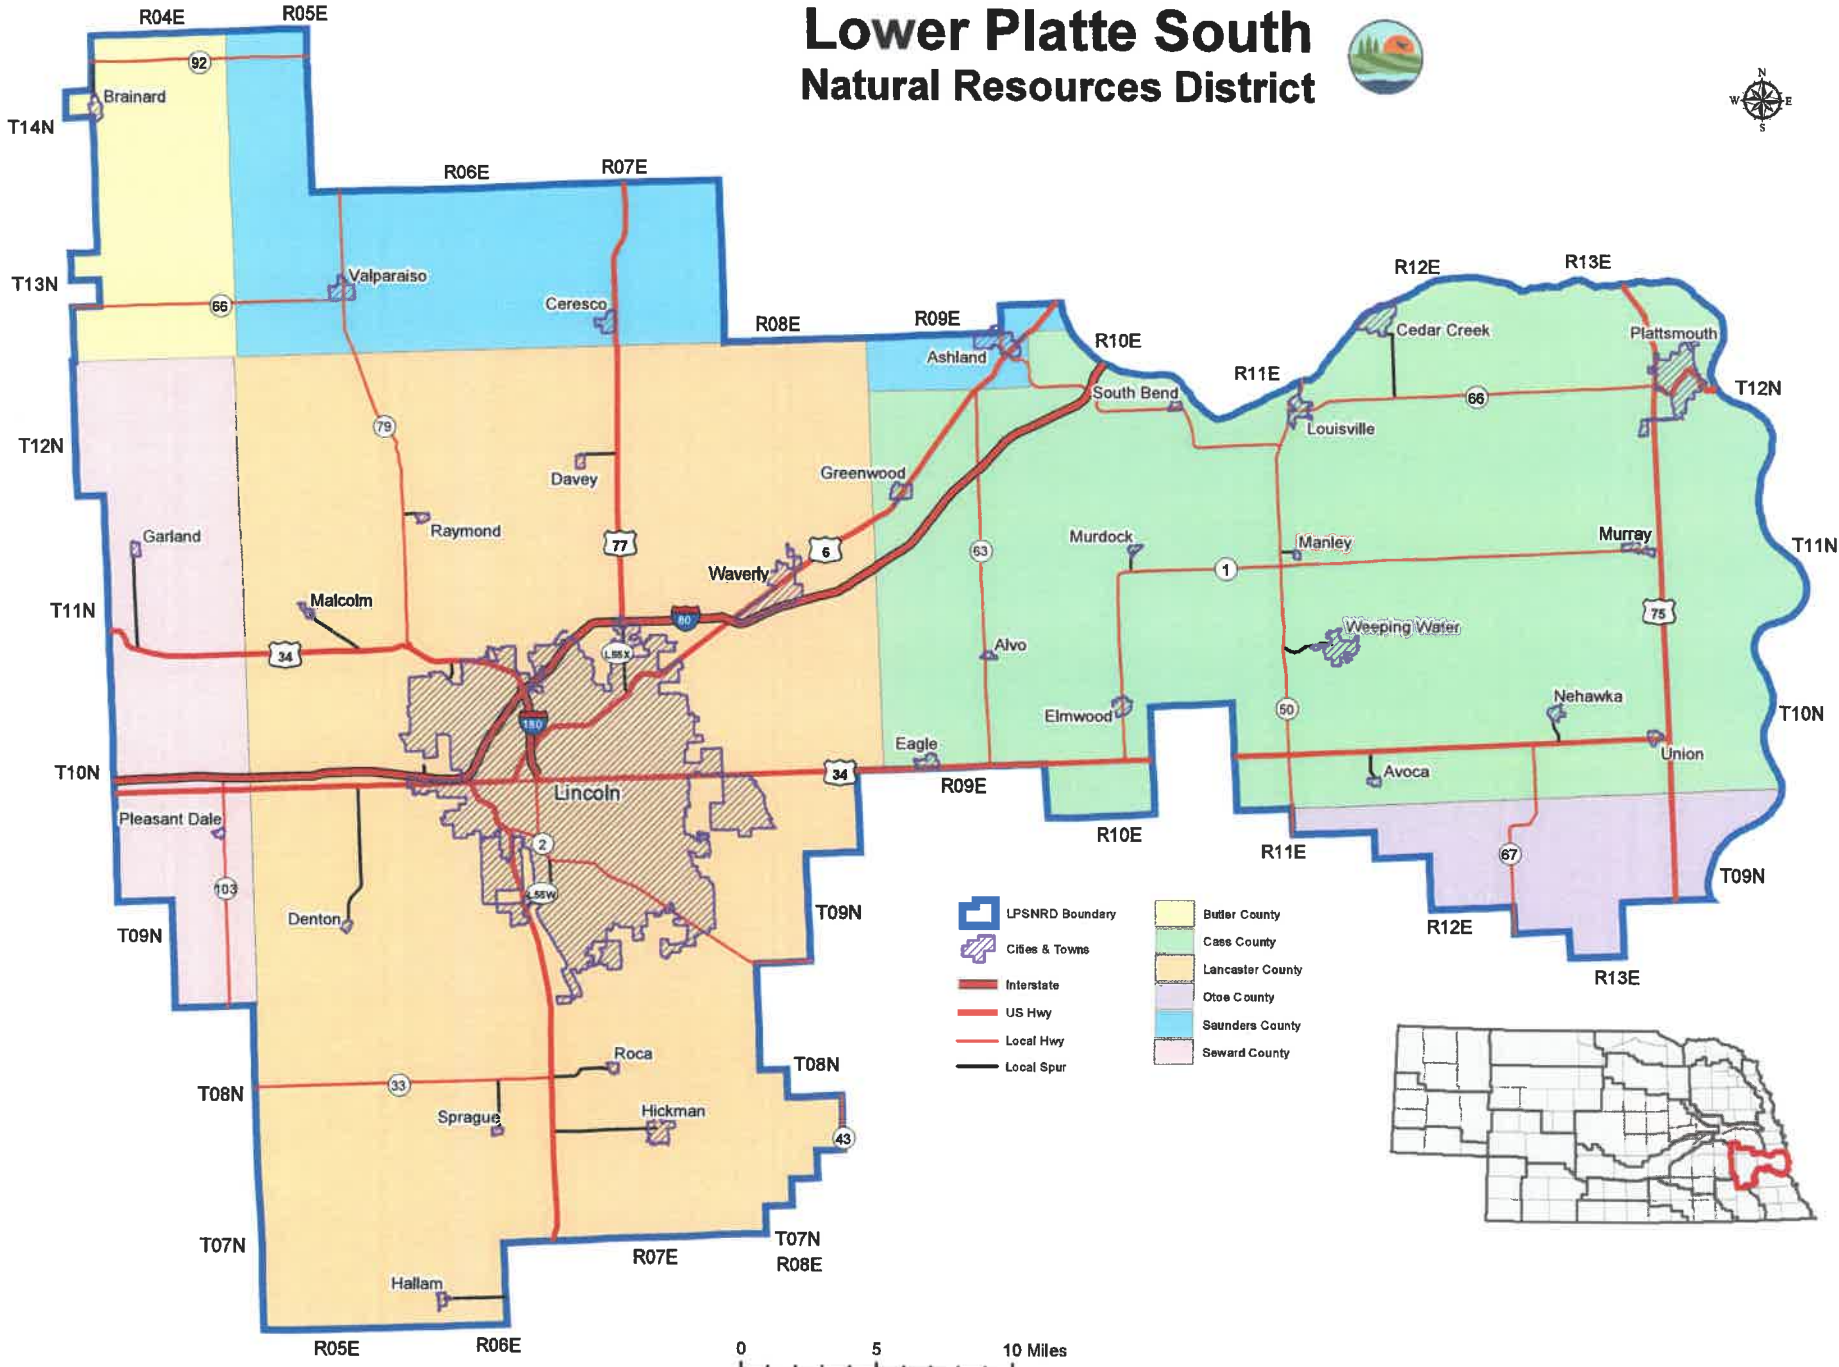 Lower Platte South
Natural Resources District
N
W E
S
R04E
R05E
92
Brainard
T14N
R06E
R07E
T13N
Valparaiso
66
Ceresco
R08E
R09E
Ashland
R10E
R11E
R12E
R13E
Cedar Creek
Plattsmouth
T12N
South Bend
66
Louisville
79
T12N
Davey
Greenwood
Raymond
Garland
77
6
63
Murdock
Manley
Murray
T11N
1
Waverly
Malcolm
T11N
80
75
Weeping Water
34
L55X
Alvo
Nehawka
Elmwood
50
T10N
180
Union
Eagle
T10N
34
Avoca
R09E
Lincoln
Pleasant Dale
R10E
R11E
2
67
T09N
103
L55W
Denton
T09N
T09N
R12E
R13E
LPSNRD Boundary
Cities & Towns
Interstate
US Hwy
Local Hwy
Local Spur
Butler County
Cass County
Lancaster County
Otoe County
Saunders County
Seward County
Roca
T08N
T08N
33
Sprague
Hickman
43
T07N
T07N
R07E
R08E
Hallam
R05E
R06E
0 5 10 Miles